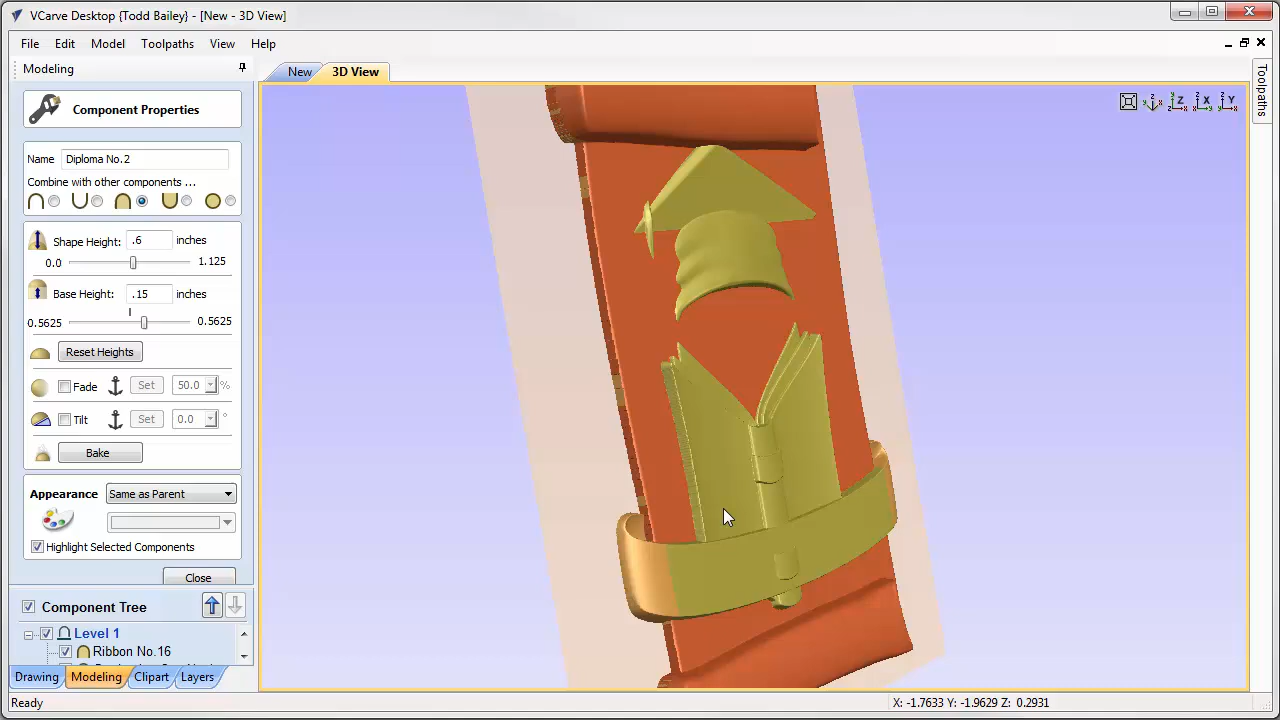 VCarve Desktop {Todd Bailey} - [New - 3D View]
File Edit Model Toolpaths View Help
Modeling
New 3D View
Toolpaths
Component Properties
Z X Y
Name Diploma No.2
Combine with other components ...
Shape Height: .6 inches
0.0 1.125
Base Height: .15 inches
0.5625 0.5625
Reset Heights
Fade Set 50.0 %
Tilt Set 0.0 °
Bake
Appearance Same as Parent
Highlight Selected Components
Close
Component Tree
Level 1
Ribbon No.16
Drawing Modeling Clipart Layers
Ready X: -1.7633 Y: -1.9629 Z: 0.2931